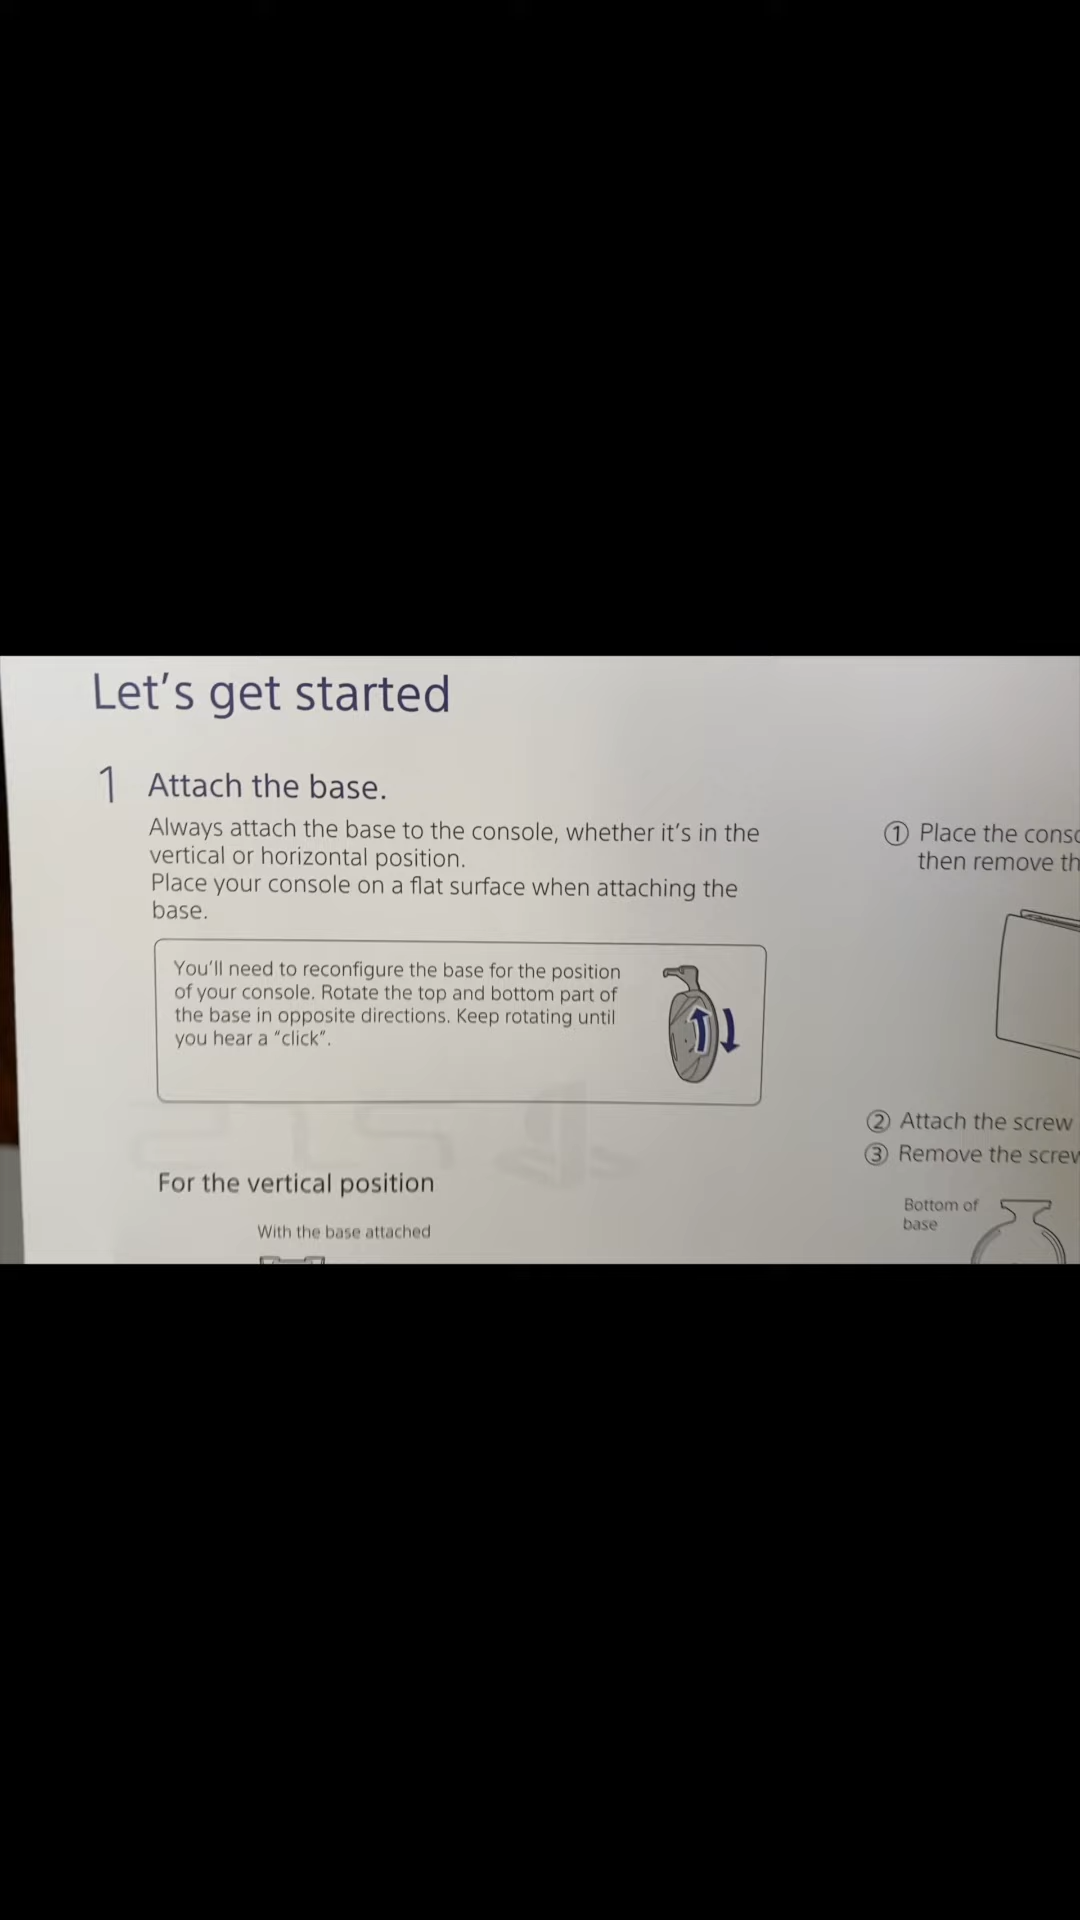 Let's get started
1 Attach the base.
Always attach the base to the console, whether it's in the
vertical or horizontal position.
Place your console on a flat surface when attaching the
base.
You'll need to reconfigure the base for the position
of your console. Rotate the top and bottom part of
the base in opposite directions. Keep rotating until
you hear a “click”.
For the vertical position
With the base attached
① Place the
then remove
② Attach the screw
③ Remove the
Bottom of
base
PS5